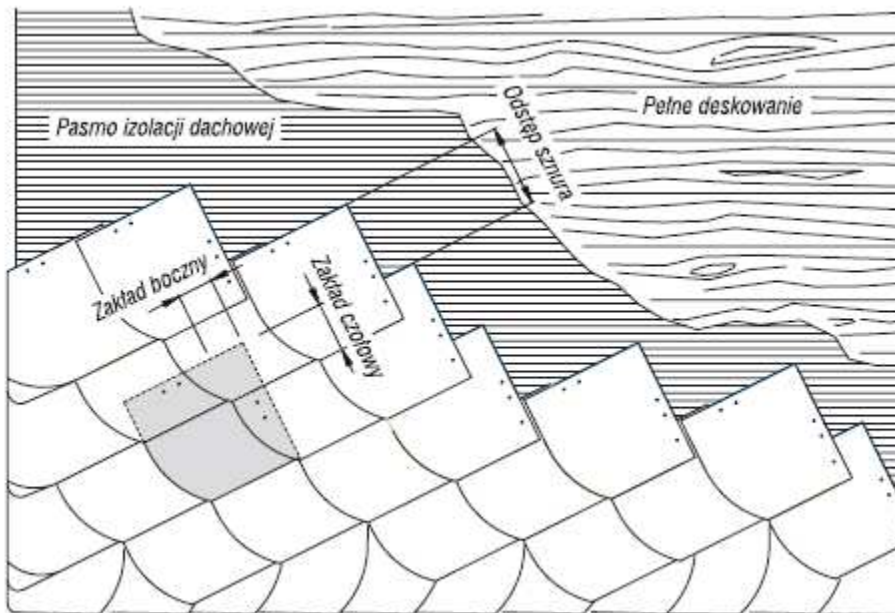 Pasmo izolacji dachowej
Odstęp sznura
Pełne deskowanie
Zakład boczny
Zakład czołowy